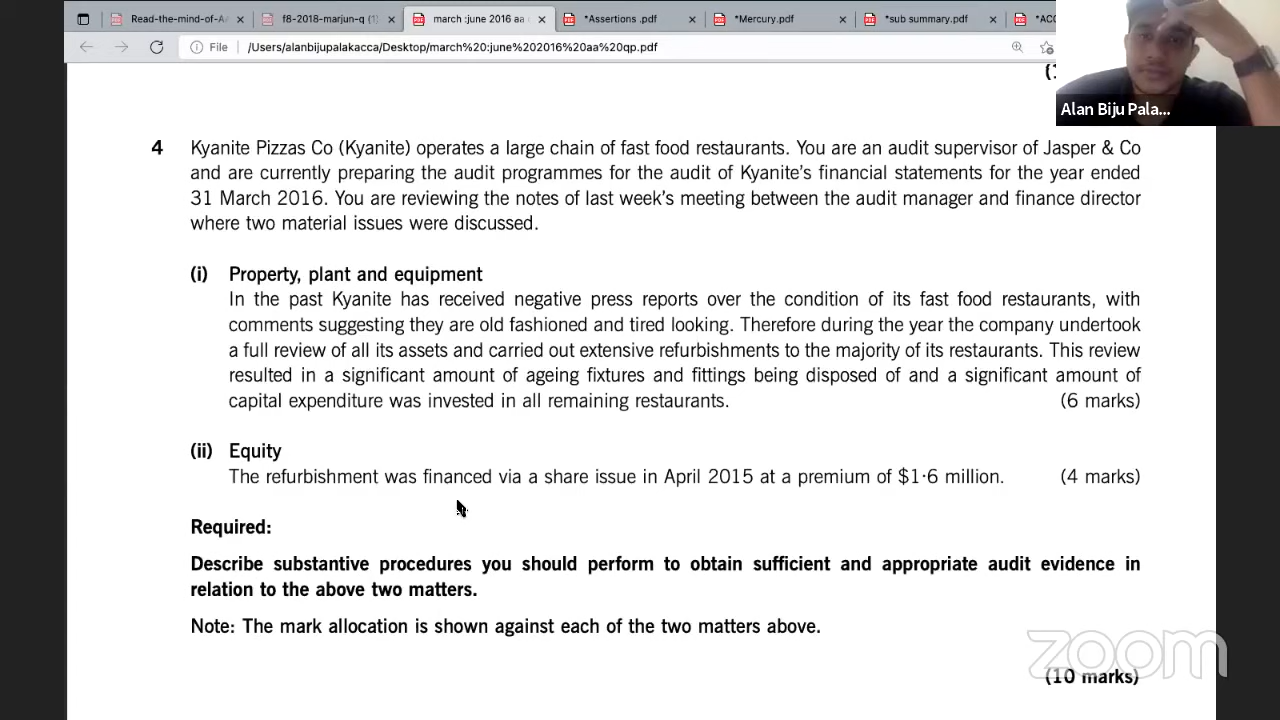 Read-the-mind-of-A
f8-2018-marjun-q (1)
march :june 2016 aa
*Assertions .pdf
*Mercury.pdf
*sub summary.pdf
File
/Users/alanbijupalakacca/Desktop/march%20:june%202016%20aa%20qp.pdf
Alan Biju Pala...
4 Kyanite Pizzas Co (Kyanite) operates a large chain of fast food restaurants. You are an audit supervisor of Jasper & Co
and are currently preparing the audit programmes for the audit of Kyanite's financial statements for the year ended
31 March 2016. You are reviewing the notes of last week's meeting between the audit manager and finance director
where two material issues were discussed.
(i) Property, plant and equipment
In the past Kyanite has received negative press reports over the condition of its fast food restaurants, with
comments suggesting they are old fashioned and tired looking. Therefore during the year the company undertook
a full review of all its assets and carried out extensive refurbishments to the majority of its restaurants. This review
resulted in a significant amount of ageing fixtures and fittings being disposed of and a significant amount of
capital expenditure was invested in all remaining restaurants. (6 marks)
(ii) Equity
The refurbishment was financed via a share issue in April 2015 at a premium of $1·6 million. (4 marks)
Required:
Describe substantive procedures you should perform to obtain sufficient and appropriate audit evidence in
relation to the above two matters.
Note: The mark allocation is shown against each of the two matters above.
zoom
(10 marks)